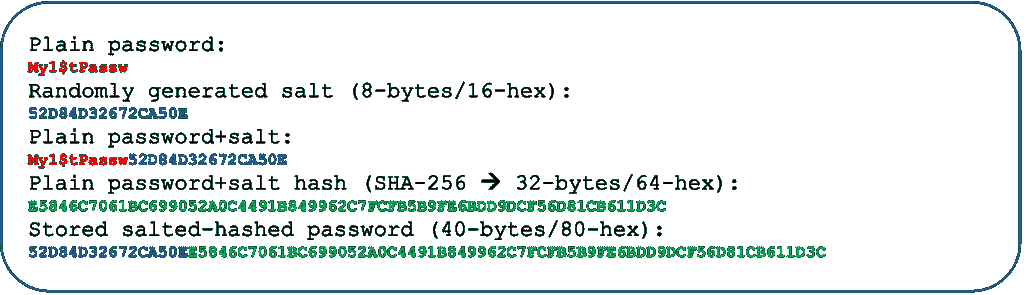 Plain password:
My1$tPassw
Randomly generated salt (8-bytes/16-hex):
52D84D32672CA50E
Plain password+salt:
My1$tPassw52D84D32672CA50E
Plain password+salt hash (SHA-256 → 32-bytes/64-hex):
E5846C7061BC699052A0C4491B849962C7FCFB5B9FE6BDD9DCF56D81CB611D3C
Stored salted-hashed password (40-bytes/80-hex):
52D84D32672CA50EE5846C7061BC699052A0C4491B849962C7FCFB5B9FE6BDD9DCF56D81CB611D3C